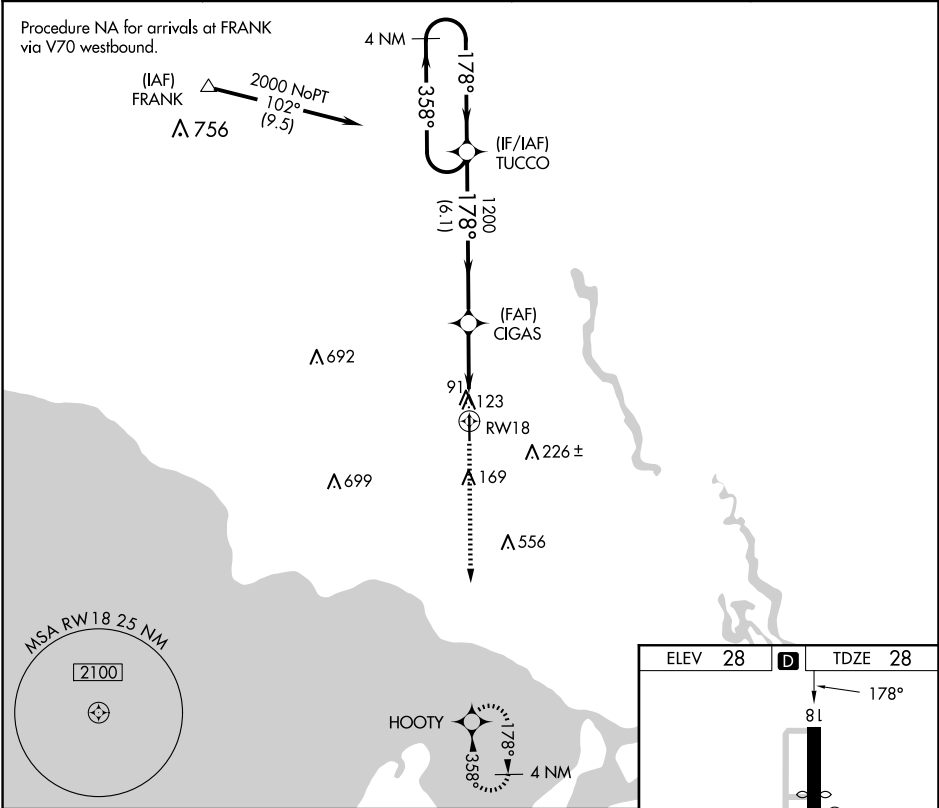 Procedure NA for arrivals at FRANK
via V70 westbound.
4 NM
178°
358°
(IAF)
FRANK
2000 NoPT
102°
(9.5)
756
(IF/IAF)
TUCCO
1200
178°
(6.1)
(FAF)
CIGAS
692
91
123
RW18
226 ±
699
169
556
MSA RW18 25 NM
2100
HOOTY
178°
358°
4 NM
ELEV 28
D
TDZE 28
178°
18